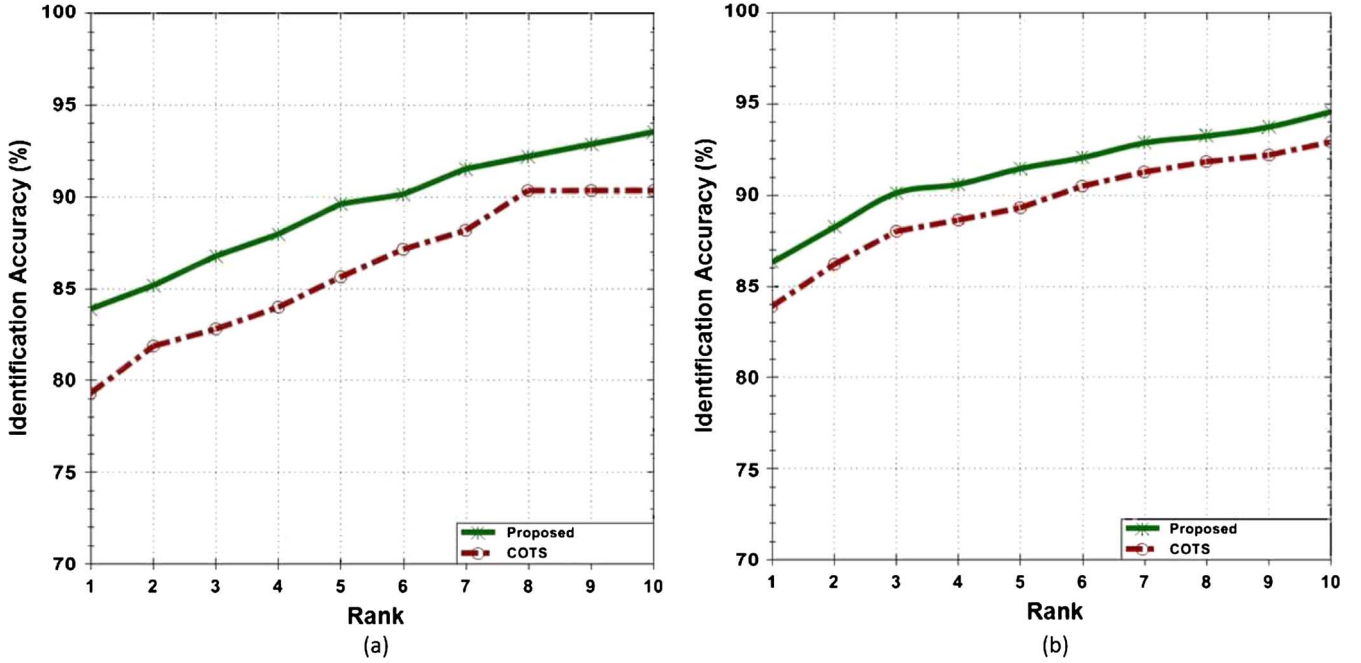 100
95
90
85
80
75
70
Identification Accuracy (%)
Proposed
COTS
1 2 3 4 5 6 7 8 9 10
Rank
(a)
100
95
90
85
80
75
70
Identification Accuracy (%)
Proposed
COTS
1 2 3 4 5 6 7 8 9 10
Rank
(b)